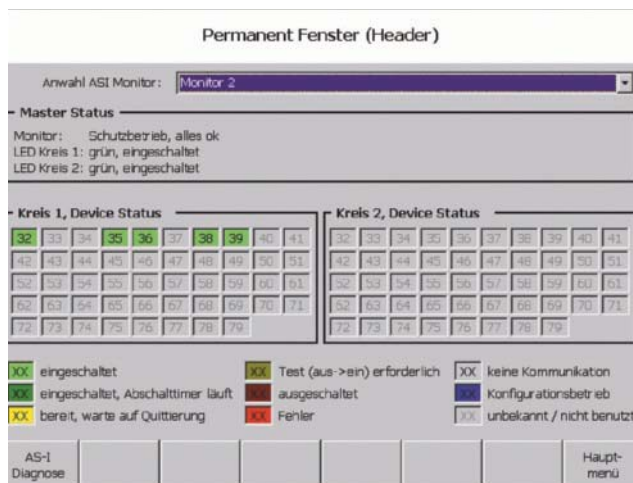 Permanent Fenster (Header)
Anwahl ASI Monitor: Monitor 2
Master Status
Monitor: Schutzbetrieb, alles ok
LED Kreis 1: grün, eingeschaltet
LED Kreis 2: grün, eingeschaltet
Kreis 1, Device Status
32 33 34 35 36 37 38 39 40 41
42 43 44 45 46 47 48 49 50 51
52 53 54 55 56 57 58 59 60 61
62 63 64 65 66 67 68 69 70 71
72 73 74 75 76 77 78 79
Kreis 2, Device Status
32 33 34 35 36 37 38 39 40 41
42 43 44 45 46 47 48 49 50 51
52 53 54 55 56 57 58 59 60 61
62 63 64 65 66 67 68 69 70 71
72 73 74 75 76 77 78 79
XX eingeschaltet
XX eingeschaltet, Abschalttimer läuft
XX bereit, warte auf Quittierung
XX Test (aus->ein) erforderlich
XX ausgeschaltet
XX Fehler
XX keine Kommunikation
XX Konfigurationsbetrieb
XX unbekannt / nicht benutzt
AS-I
Diagnose
Haupt-
menü